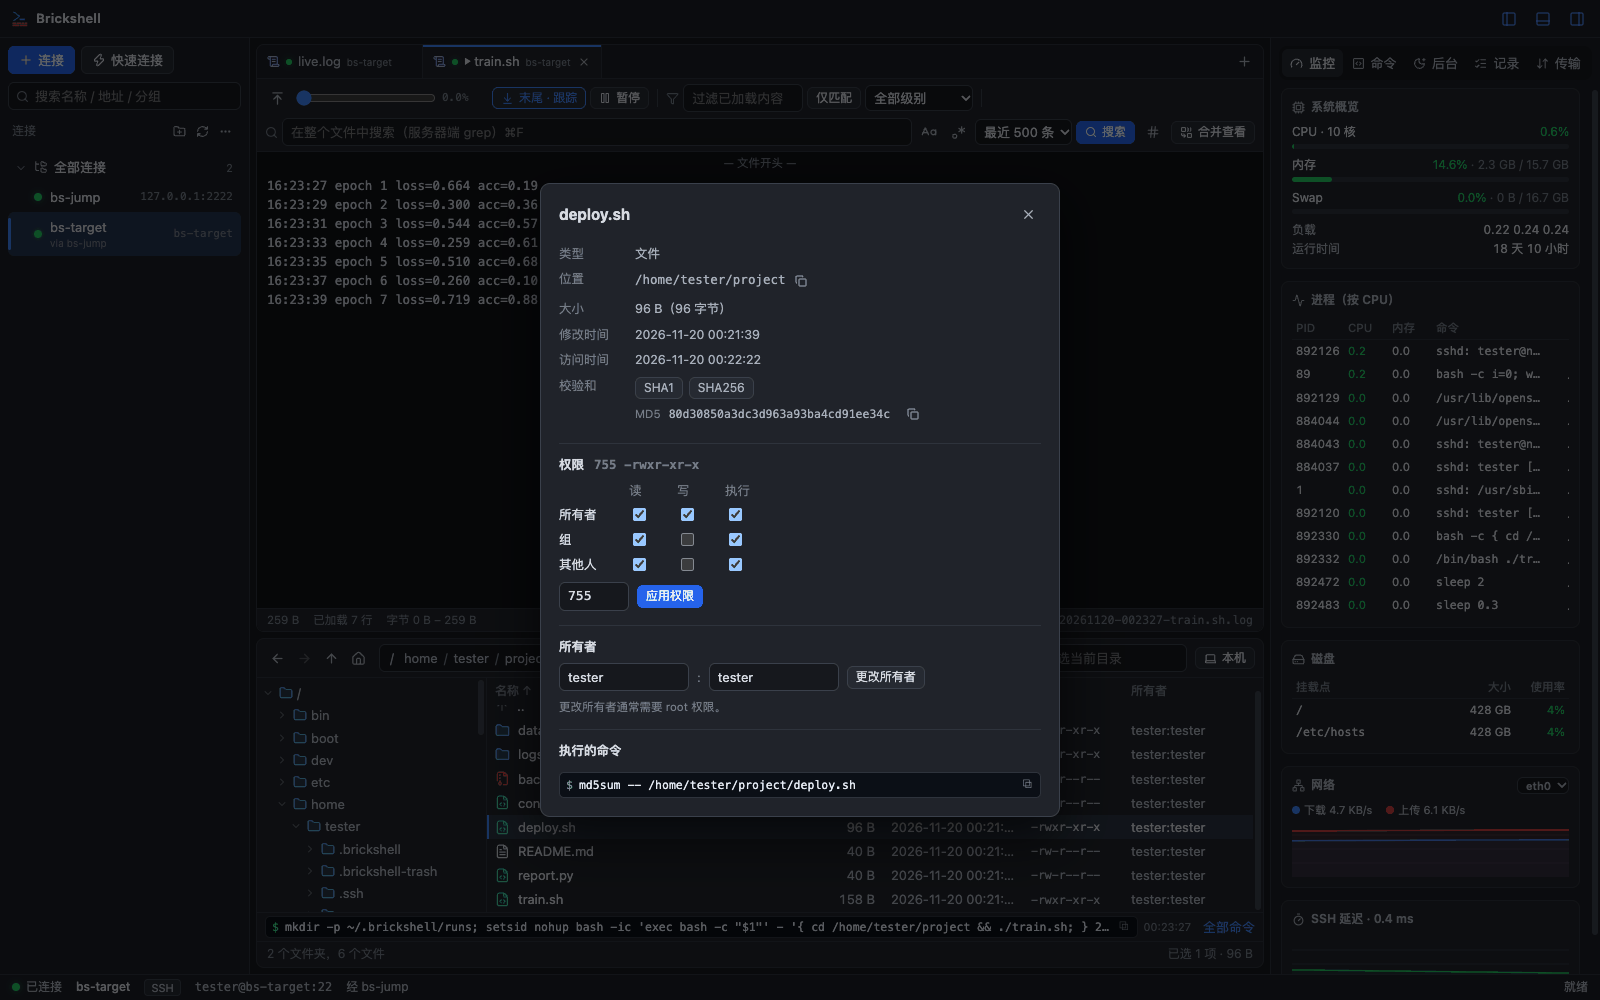 Brickshell
连接
快速连接
搜索名称 / 地址 / 分组
连接
全部连接 2
bs-jump 127.0.0.1:2222
bs-target bs-target
via bs-jump
live.log bs-target
train.sh bs-target
0.0%
末尾 · 跟踪
暂停
过滤已加载内容
仅匹配
全部级别
在整个文件中搜索（服务器端 grep）⌘F
Aa
最近 500 条
搜索
#
合并查看
— 文件开头 —
16:23:27 epoch 1 loss=0.664 acc=0.19
16:23:29 epoch 2 loss=0.300 acc=0.36
16:23:31 epoch 3 loss=0.544 acc=0.57
16:23:33 epoch 4 loss=0.259 acc=0.61
16:23:35 epoch 5 loss=0.510 acc=0.68
16:23:37 epoch 6 loss=0.260 acc=0.10
16:23:39 epoch 7 loss=0.719 acc=0.88
259 B 已加载 7 行 字节 0 B – 259 B
20261120-002327-train.sh.log
deploy.sh
类型 文件
位置 /home/tester/project
大小 96 B（96 字节）
修改时间 2026-11-20 00:21:39
访问时间 2026-11-20 00:22:22
校验和 SHA1 SHA256
MD5 80d30850a3dc3d963a93ba4cd91ee34c
权限 755 -rwxr-xr-x
读 写 执行
所有者
组
其他人
755 应用权限
所有者
tester : tester 更改所有者
更改所有者通常需要 root 权限。
执行的命令
$ md5sum -- /home/tester/project/deploy.sh
/ home / tester / projec
选当前目录
本机
/
bin
boot
dev
etc
home
tester
.brickshell
.brickshell-trash
.ssh
名称 ↑ 所有者
..
data r-xr-x tester:tester
logs r-xr-x tester:tester
bac -xr-x tester:tester
con r--r-- tester:tester
deploy.sh 96 B 2026-11-20 00:21:... -rwxr-xr-x tester:tester
README.md 40 B 2026-11-20 00:21:... -rw-r--r-- tester:tester
report.py 40 B 2026-11-20 00:21:... -rw-r--r-- tester:tester
train.sh 158 B 2026-11-20 00:21:... -rwxr-xr-x tester:tester
$ mkdir -p ~/.brickshell/runs; setsid nohup bash -ic 'exec bash -c "$1"' - '{ cd /home/tester/project && ./train.sh; } 2... 00:23:27 全部命令
2 个文件夹，6 个文件 已选 1 项 · 96 B
监控
命令
后台
记录
传输
系统概览
CPU · 10 核 0.6%
内存 14.6% · 2.3 GB / 15.7 GB
Swap 0.0% · 0 B / 16.7 GB
负载 0.22 0.24 0.24
运行时间 18 天 10 小时
进程（按 CPU）
PID CPU 内存 命令
892126 0.2 0.0 sshd: tester@n...
89 0.2 0.0 bash -c i=0; w...
892129 0.0 0.0 /usr/lib/opens...
884044 0.0 0.0 /usr/lib/opens...
884043 0.0 0.0 sshd: tester@n...
884037 0.0 0.0 sshd: tester [...
1 0.0 0.0 sshd: /usr/sbi...
892120 0.0 0.0 sshd: tester [...
892330 0.0 0.0 bash -c { cd /...
892332 0.0 0.0 /bin/bash ./tr...
892472 0.0 0.0 sleep 2
892483 0.0 0.0 sleep 0.3
磁盘
挂载点 大小 使用率
/ 428 GB 4%
/etc/hosts 428 GB 4%
网络 eth0
下载 4.7 KB/s 上传 6.1 KB/s
SSH 延迟 · 0.4 ms
已连接 bs-target SSH tester@bs-target:22 经 bs-jump 就绪